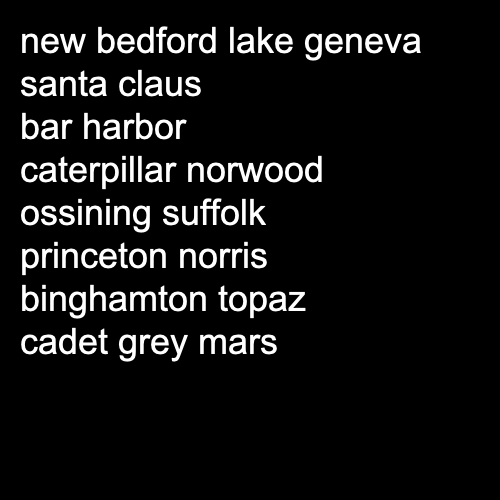 new bedford lake geneva
santa claus
bar harbor
caterpillar norwood
ossining suffolk
princeton norris
binghamton topaz
cadet grey mars